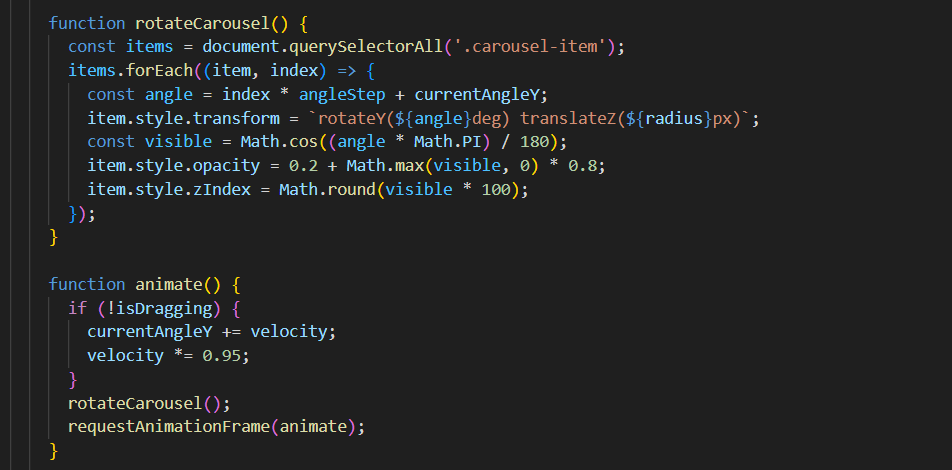 function rotateCarousel() {
const items = document.querySelectorAll('.carousel-item');
items.forEach((item, index) => {
const angle = index * angleStep + currentAngleY;
item.style.transform = `rotateY(${angle}deg) translateZ(${radius}px)`;
const visible = Math.cos((angle * Math.PI) / 180);
item.style.opacity = 0.2 + Math.max(visible, 0) * 0.8;
item.style.zIndex = Math.round(visible * 100);
});
}
function animate() {
if (!isDragging) {
currentAngleY += velocity;
velocity *= 0.95;
}
rotateCarousel();
requestAnimationFrame(animate);
}